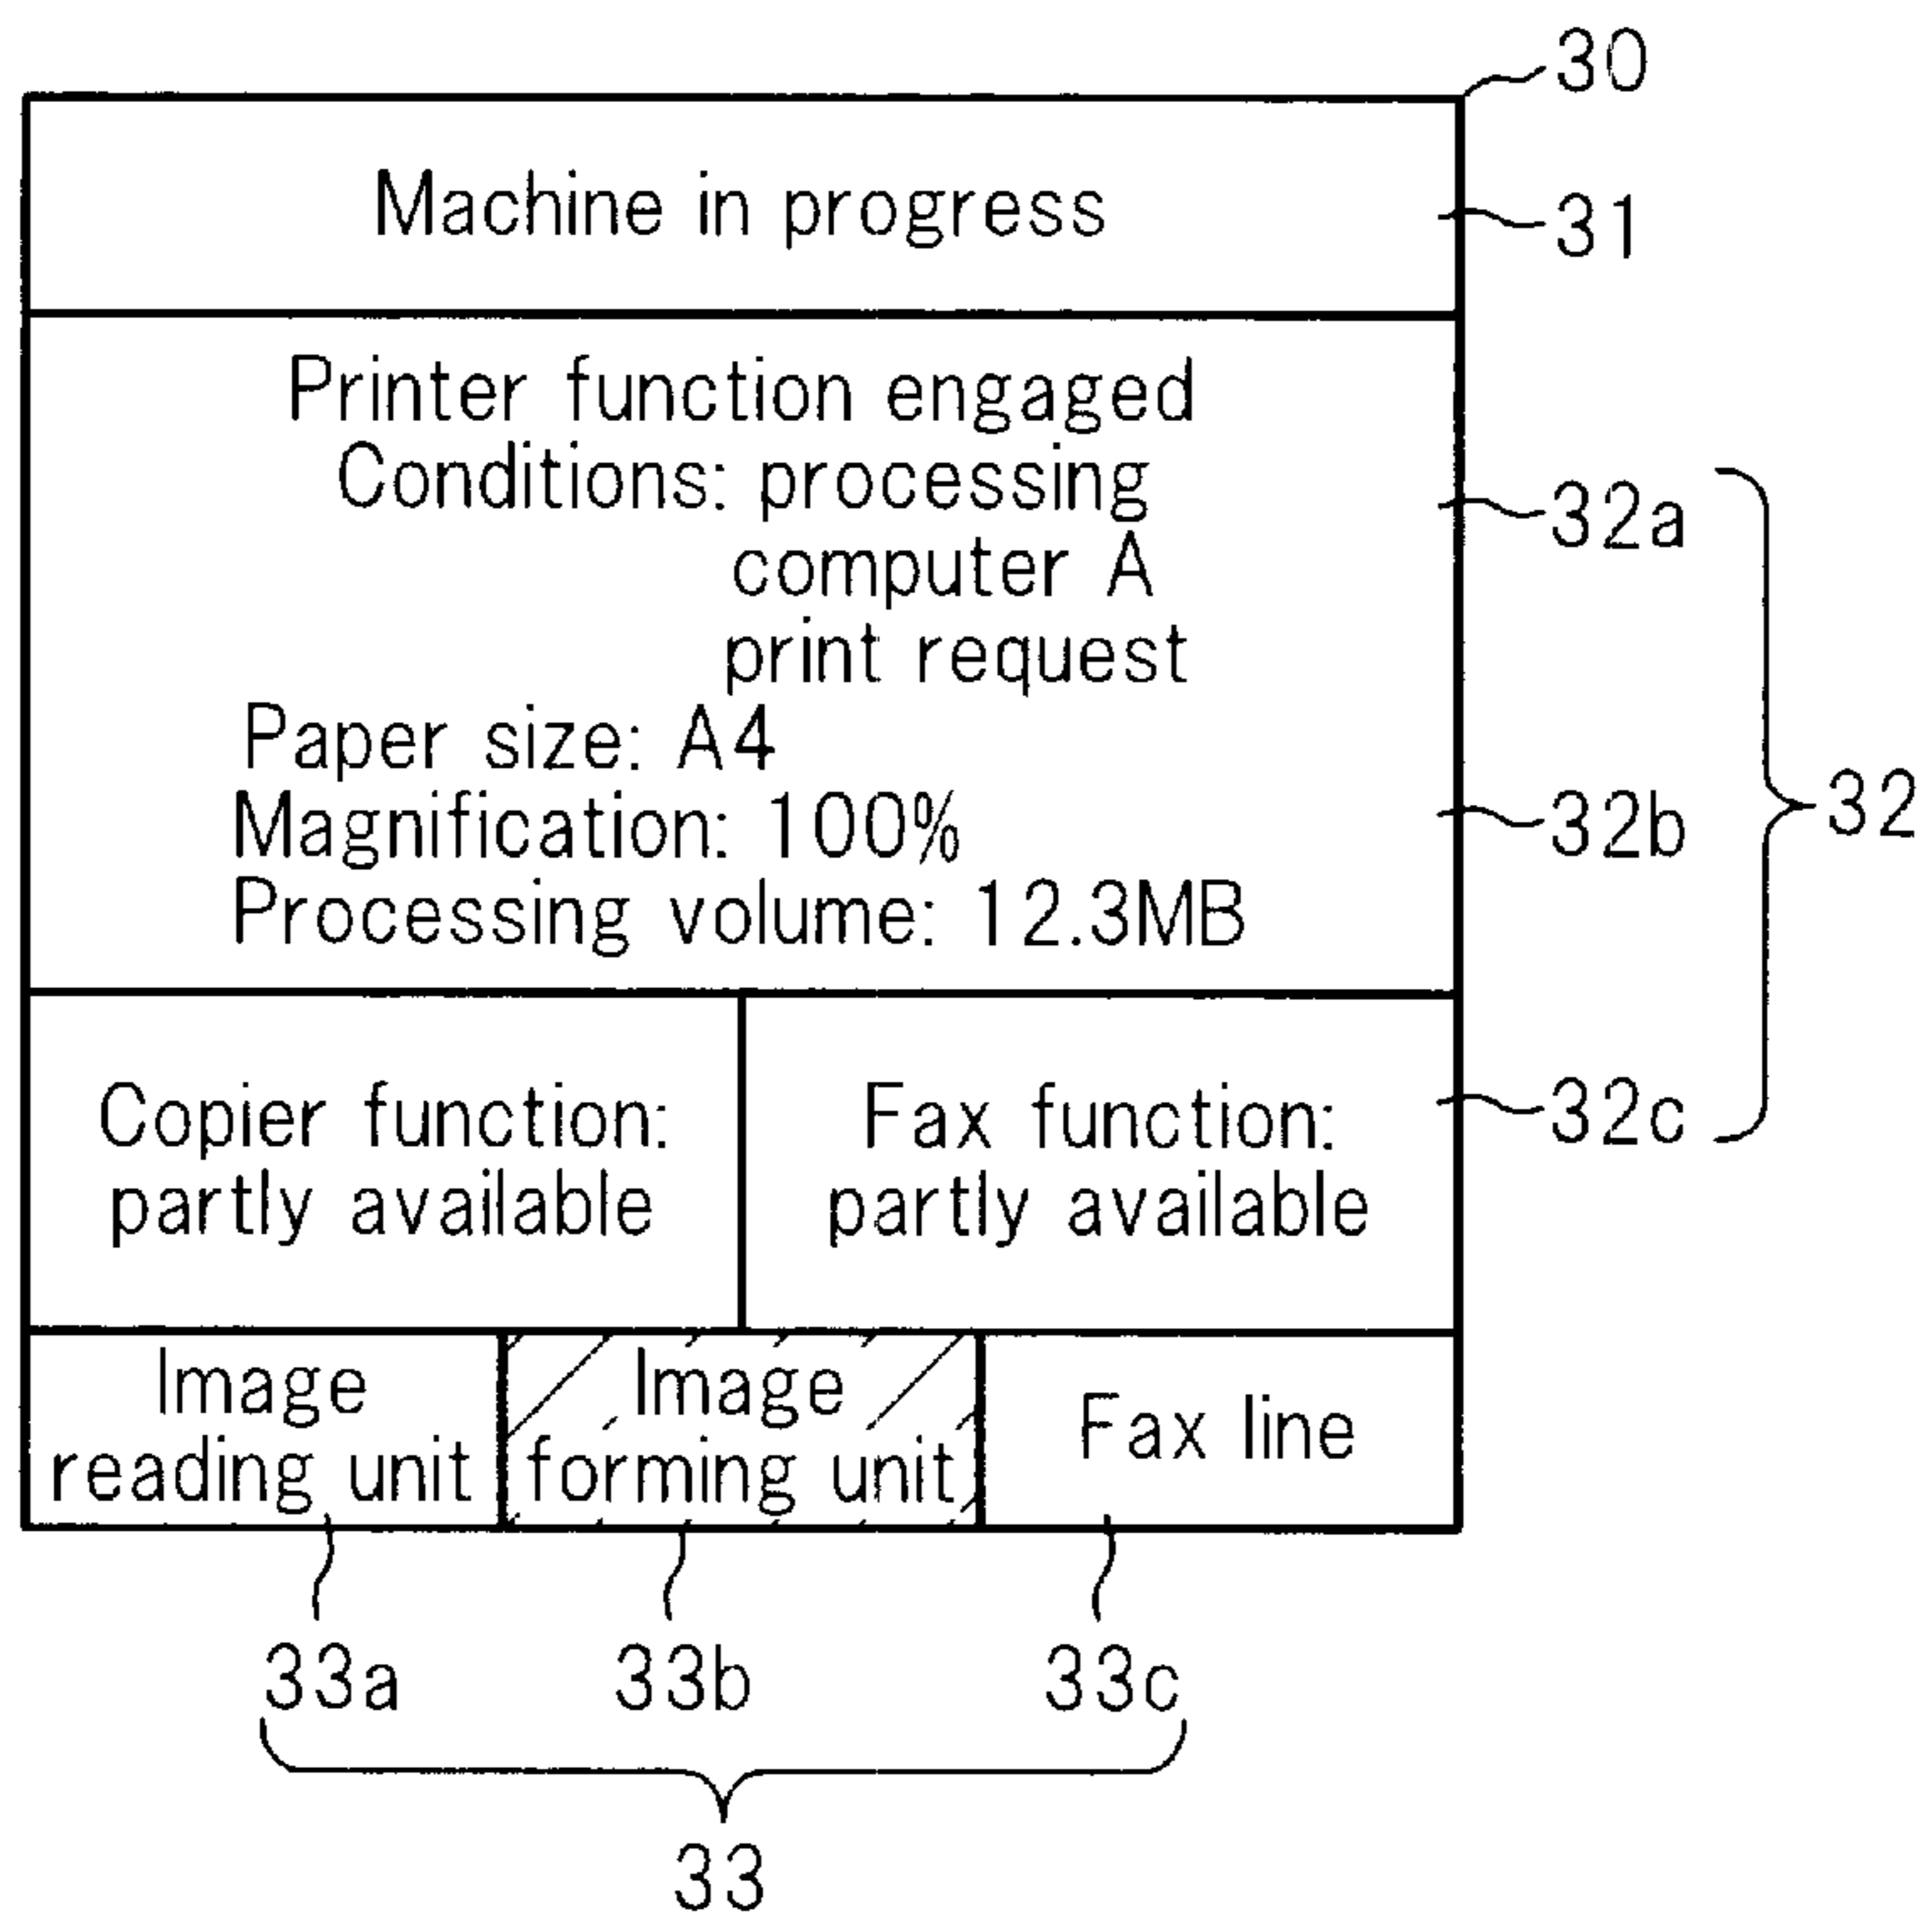 30
Machine in progress
31
Printer function engaged
Conditions: processing
32a
computer A
print request
Paper size: A4
Magnification: 100%
32b
32
Processing volume: 12.3MB
Copier function:
partly available
Fax function:
partly available
32c
Image
reading unit
Image
forming unit
Fax line
33a
33b
33c
33